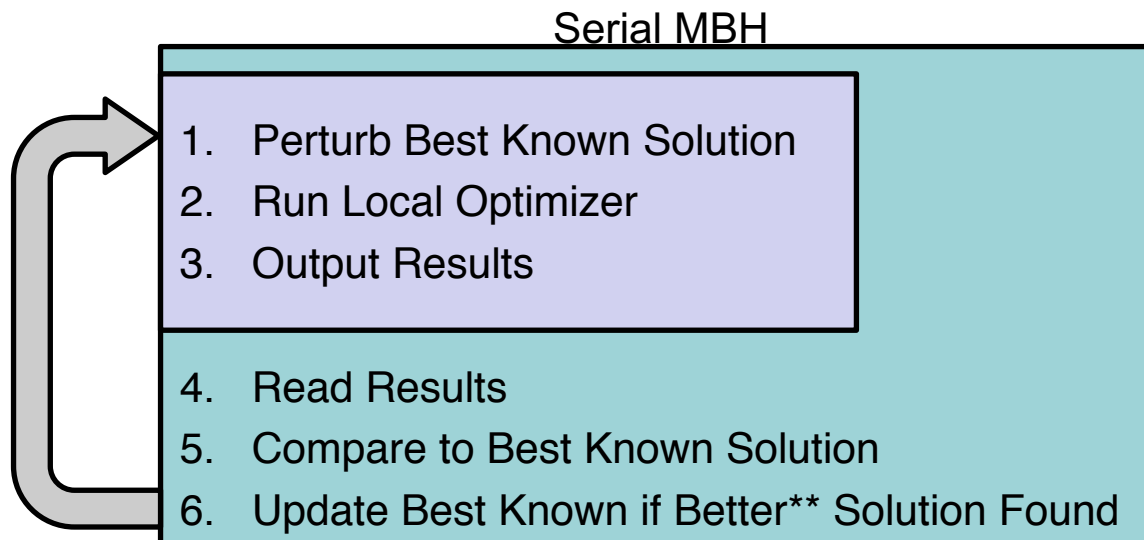 Serial MBH
1. Perturb Best Known Solution
2. Run Local Optimizer
3. Output Results
4. Read Results
5. Compare to Best Known Solution
6. Update Best Known if Better** Solution Found